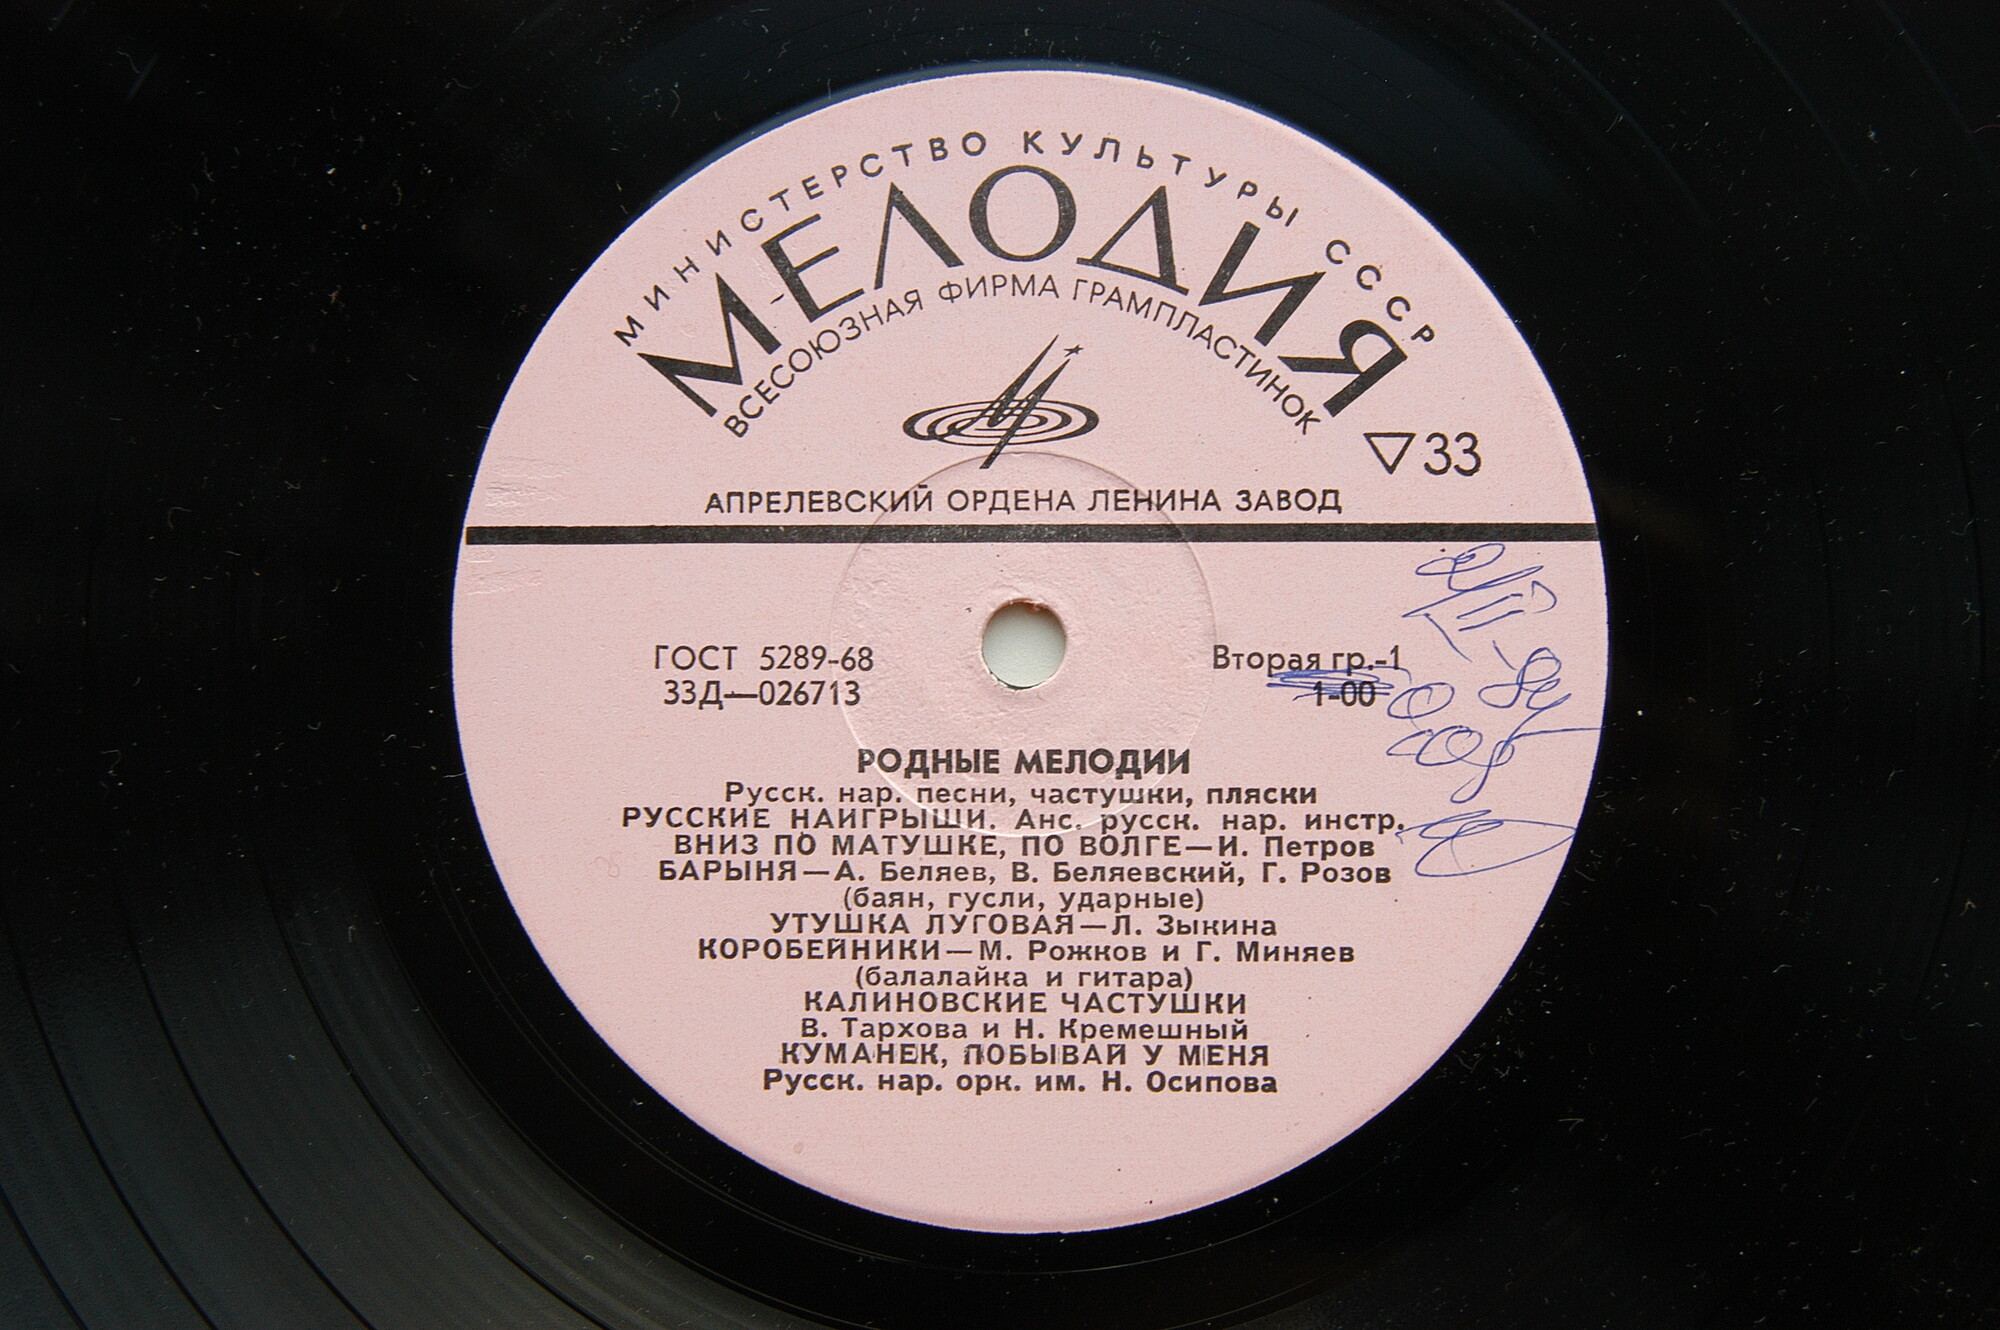 МИНИСТЕРСТВО КУЛЬТУРЫ СССР
МЕЛОДИЯ
ВСЕСОЮЗНАЯ ФИРМА ГРАМПЛАСТИНОК
33
АПРЕЛЕВСКИЙ ОРДЕНА ЛЕНИНА ЗАВОД
ГОСТ 5289-68
33Д—026713
Вторая гр.-1
1-00
РОДНЫЕ МЕЛОДИИ
Русск. нар. песни, частушки, пляски
РУССКИЕ НАИГРЫШИ. Анс. русск. нар. инстр.
ВНИЗ ПО МАТУШКЕ, ПО ВОЛГЕ—И. Петров
БАРЫНЯ—А. Беляев, В. Беляевский, Г. Розов
(баян, гусли, ударные)
УТУШКА ЛУГОВАЯ—Л. Зыкина
КОРОБЕЙНИКИ—М. Рожков и Г. Миняев
(балалайка и гитара)
КАЛИНОВСКИЕ ЧАСТУШКИ
В. Тархова и Н. Кремешный
КУМАНЕК, ПОБЫВАЙ У МЕНЯ
Русск. нар. орк. им. Н. Осипова